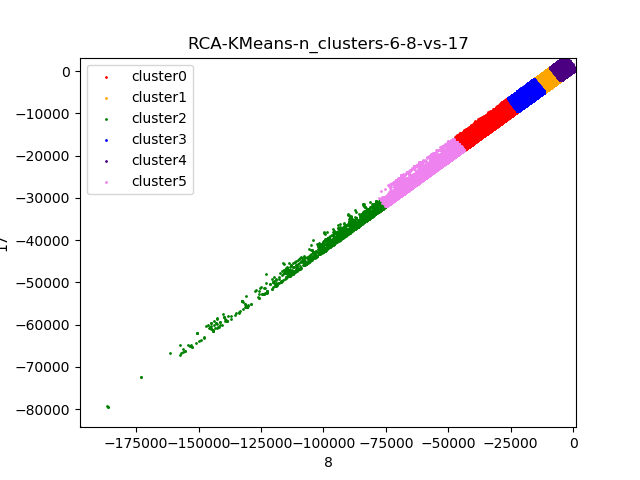 RCA-KMeans-n_clusters-6-8-vs-17
cluster0
cluster1
cluster2
cluster3
cluster4
cluster5
0
−10000
−20000
−30000
−40000
−50000
−60000
−70000
−80000
17
−175000
−150000
−125000
−100000
−75000
−50000
−25000
0
8